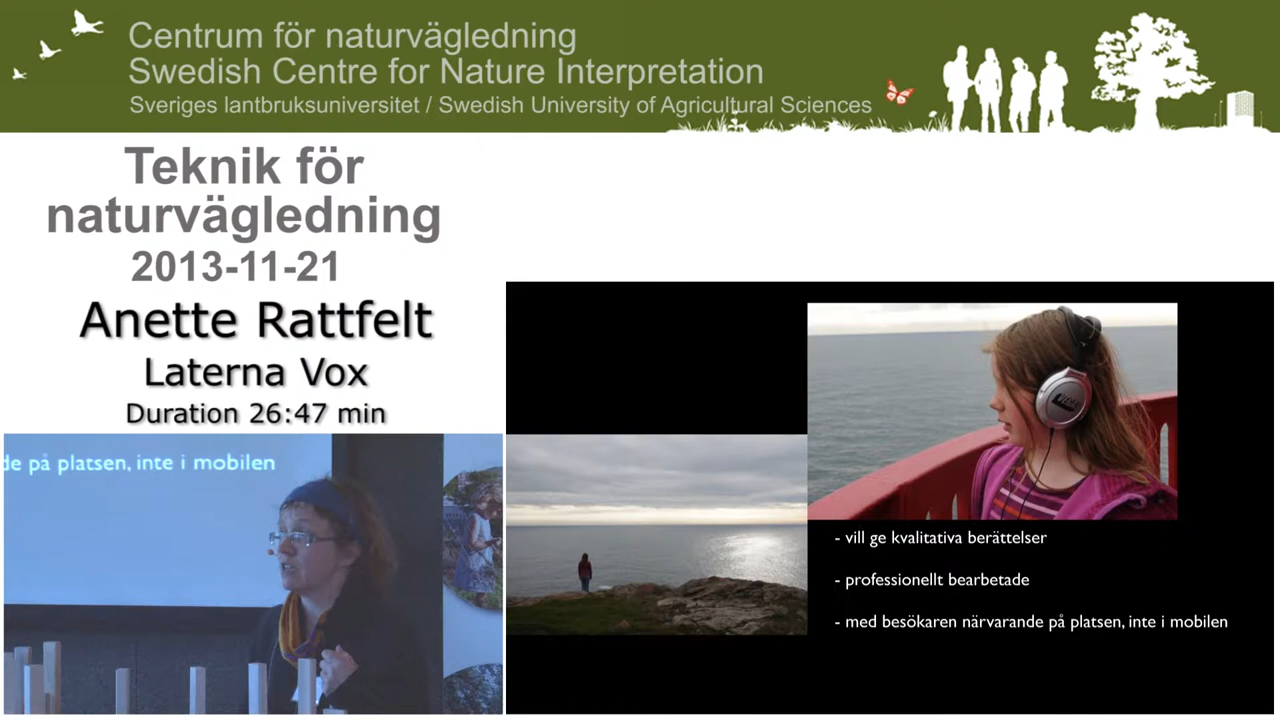 Centrum för naturvägledning
Swedish Centre for Nature Interpretation
Sveriges lantbruksuniversitet / Swedish University of Agricultural Sciences
Teknik för
naturvägledning
2013-11-21
Anette Rattfelt
Laterna Vox
Duration 26:47 min
de på platsen, inte i mobilen
- vill ge kvalitativa berättelser
- professionellt bearbetade
- med besökaren närvarande på platsen, inte i mobilen